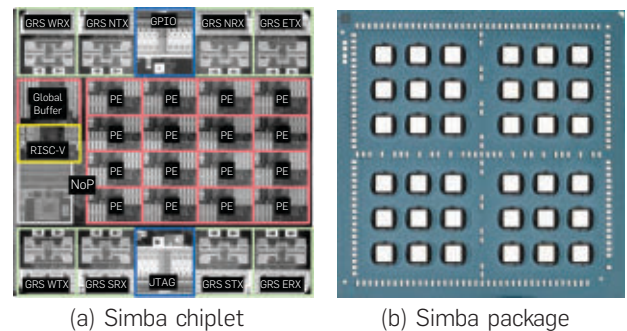 GRS WRX GRS NTX GPIO GRS NRX GRS ETX
Global
Buffer
PE PE PE PE
RISC-V
PE PE PE PE
PE PE PE PE
NoP
PE PE PE PE
GRS WTX GRS SRX JTAG GRS STX GRS ERX
(a) Simba chiplet
(b) Simba package